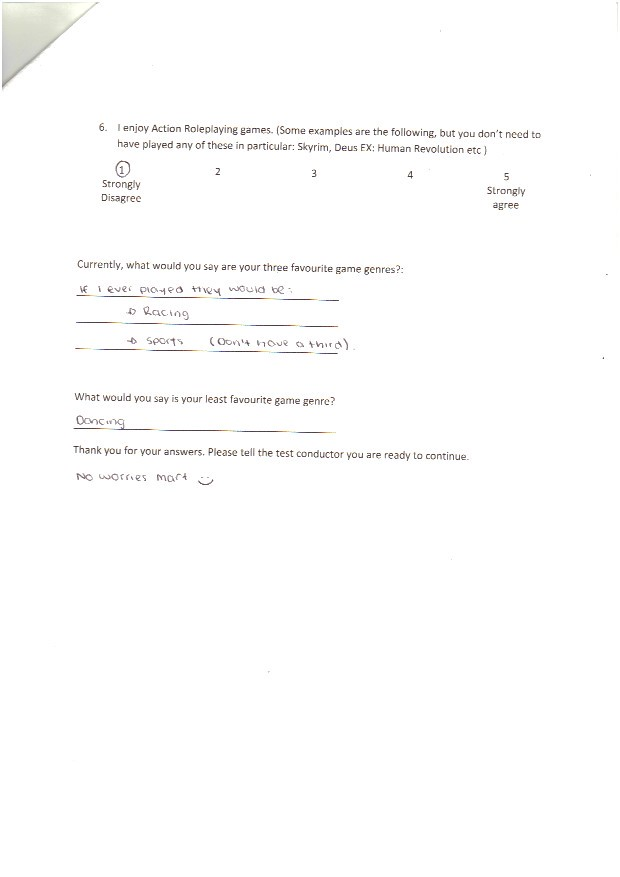 6. I enjoy Action Roleplaying games. (Some examples are the following, but you don't need to
have played any of these in particular: Skyrim, Deus EX: Human Revolution etc )
1 2 3 4 5
Strongly Strongly
Disagree agree
Currently, what would you say are your three favourite game genres?:
If I ever played they would be:
→ Racing
→ Sports (Don't have a third).
What would you say is your least favourite game genre?
Dancing
Thank you for your answers. Please tell the test conductor you are ready to continue.
No worries mart